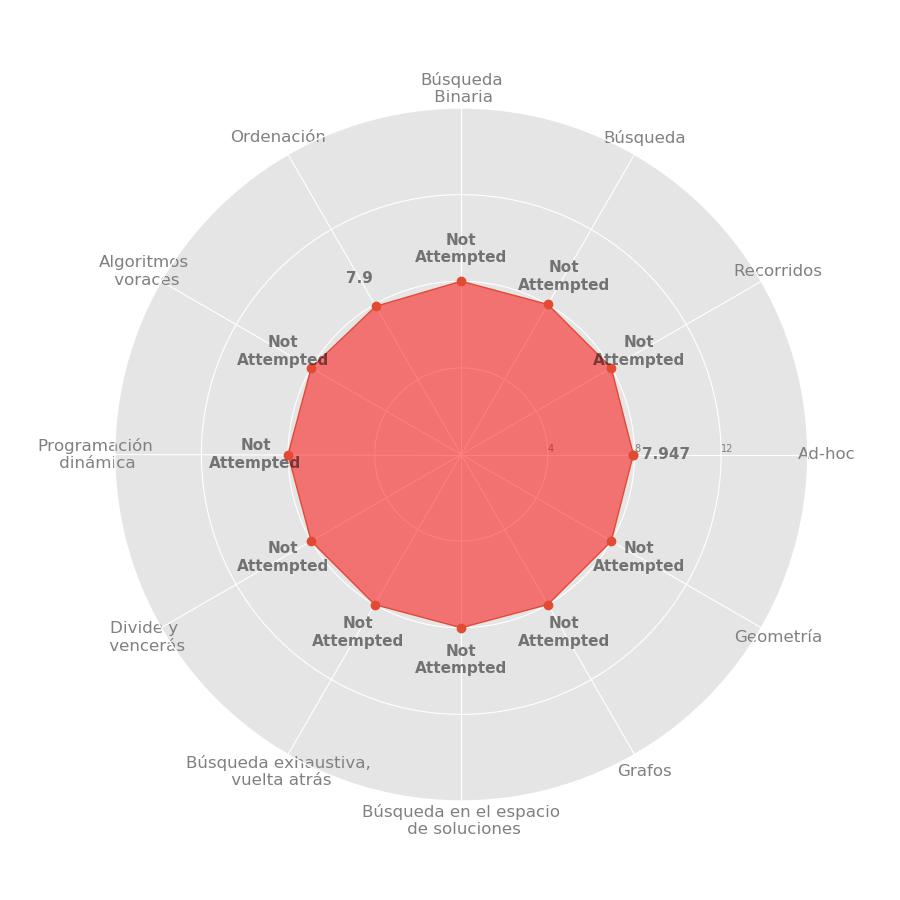 Búsqueda
Binaria
Ordenación
Búsqueda
Not
Attempted
Not
Attempted
7.9
Algoritmos
voraces
Recorridos
Not
Attempted
Not
Attempted
Programación
dinámica
Not
Attempted
4
8
7.947
12
Ad-hoc
Not
Attempted
Not
Attempted
Divide y
vencerás
Geometría
Not
Attempted
Not
Attempted
Not
Attempted
Búsqueda exhaustiva,
vuelta atrás
Grafos
Búsqueda en el espacio
de soluciones